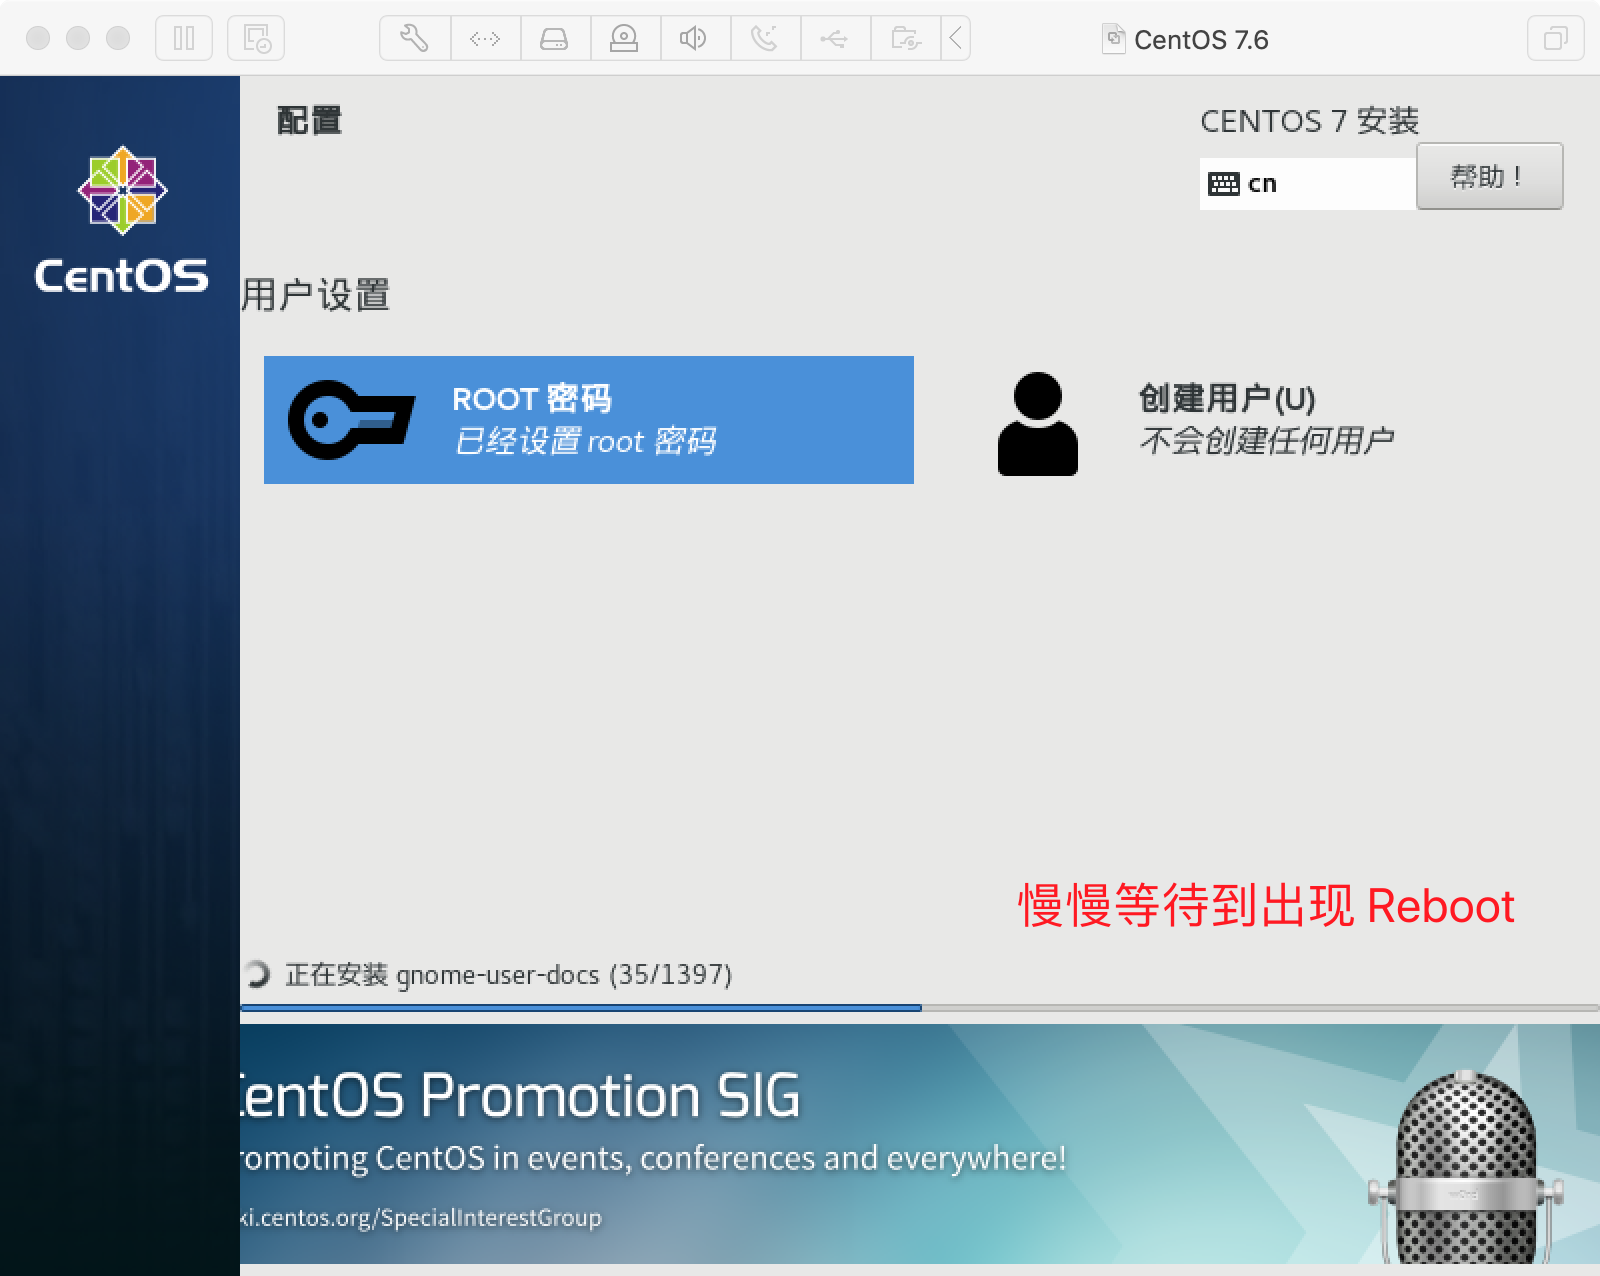 CentOS 7.6
配置
CENTOS 7 安装
cn
帮助！
CentOS
用户设置
ROOT 密码
已经设置 root 密码
创建用户(U)
不会创建任何用户
慢慢等待到出现 Reboot
正在安装 gnome-user-docs (35/1397)
CentOS Promotion SIG
romoting CentOS in events, conferences and everywhere!
ki.centos.org/SpecialInterestGroup